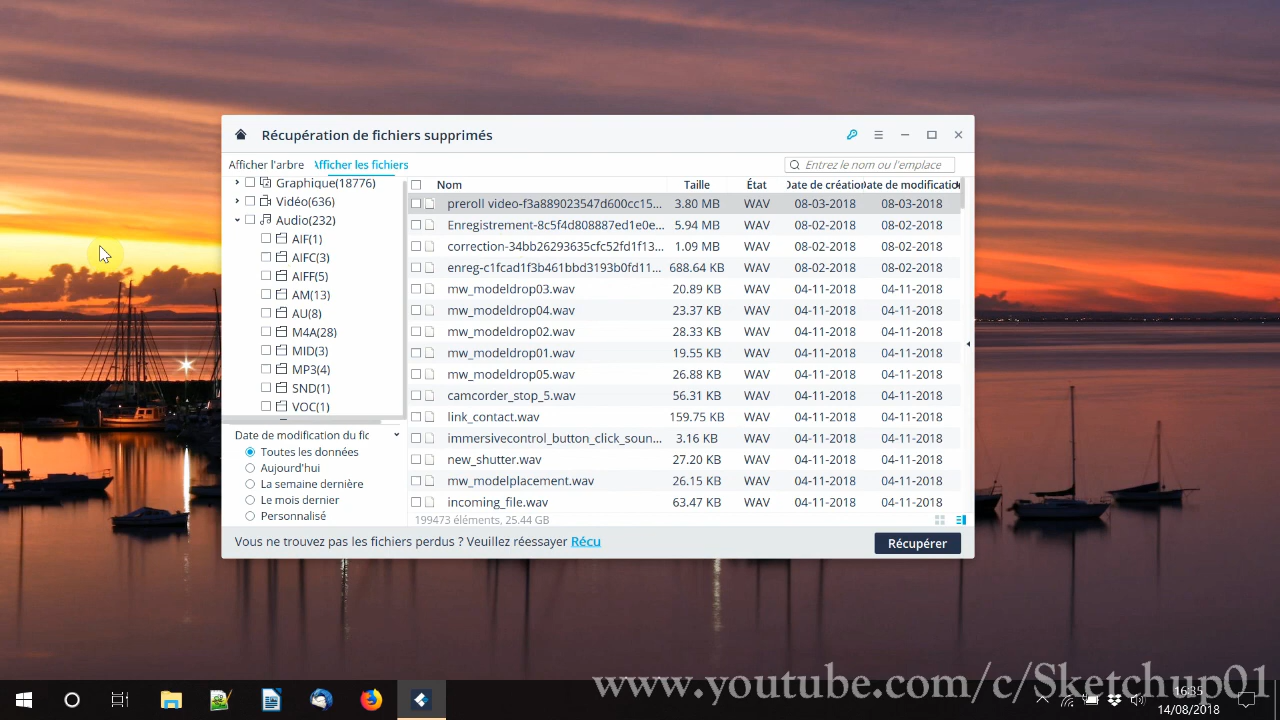 Récupération de fichiers supprimés
Afficher l'arbre Afficher les fichiers
Entrez le nom ou l'emplace
Graphique(18776)
Vidéo(636)
Audio(232)
AIF(1)
AIFC(3)
AIFF(5)
AM(13)
AU(8)
M4A(28)
MID(3)
MP3(4)
SND(1)
VOC(1)
Date de modification du fic
Toutes les données
Aujourd'hui
La semaine dernière
Le mois dernier
Personnalisé
Nom Taille État Date de création Date de modification
preroll video-f3a889023547d600cc15... 3.80 MB WAV 08-03-2018 08-03-2018
Enregistrement-8c5f4d808887ed1e0e... 5.94 MB WAV 08-02-2018 08-02-2018
correction-34bb26293635cfc52fd1f13... 1.09 MB WAV 08-02-2018 08-02-2018
enreg-c1fcad1f3b461bbd3193b0fd11... 688.64 KB WAV 08-02-2018 08-02-2018
mw_modeldrop03.wav 20.89 KB WAV 04-11-2018 04-11-2018
mw_modeldrop04.wav 23.37 KB WAV 04-11-2018 04-11-2018
mw_modeldrop02.wav 28.33 KB WAV 04-11-2018 04-11-2018
mw_modeldrop01.wav 19.55 KB WAV 04-11-2018 04-11-2018
mw_modeldrop05.wav 26.88 KB WAV 04-11-2018 04-11-2018
camcorder_stop_5.wav 56.31 KB WAV 04-11-2018 04-11-2018
link_contact.wav 159.75 KB WAV 04-11-2018 04-11-2018
immersivecontrol_button_click_soun... 3.16 KB WAV 04-11-2018 04-11-2018
new_shutter.wav 27.20 KB WAV 04-11-2018 04-11-2018
mw_modelplacement.wav 26.15 KB WAV 04-11-2018 04-11-2018
incoming_file.wav 63.47 KB WAV 04-11-2018 04-11-2018
199473 éléments, 25.44 GB
Vous ne trouvez pas les fichiers perdus ? Veuillez réessayer Récu
Récupérer
www.youtube.com/c/Sketchup01
16:35
14/08/2018